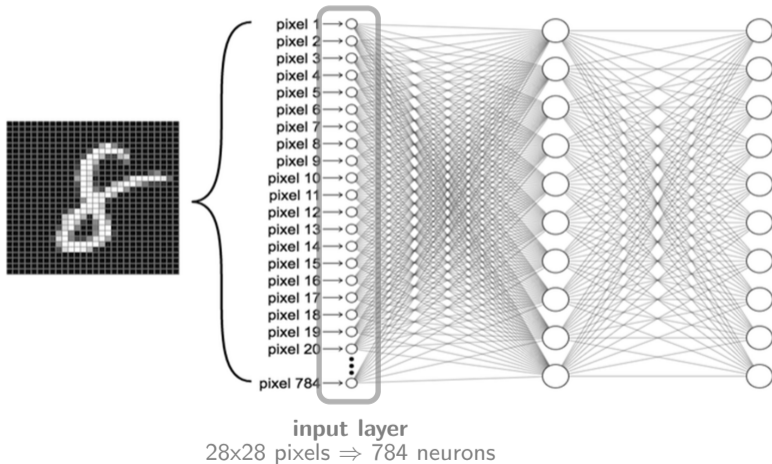 pixel 1
pixel 2
pixel 3
pixel 4
pixel 5
pixel 6
pixel 7
pixel 8
pixel 9
pixel 10
pixel 11
pixel 12
pixel 13
pixel 14
pixel 15
pixel 16
pixel 17
pixel 18
pixel 19
pixel 20
pixel 784
input layer
28x28 pixels ⇒ 784 neurons